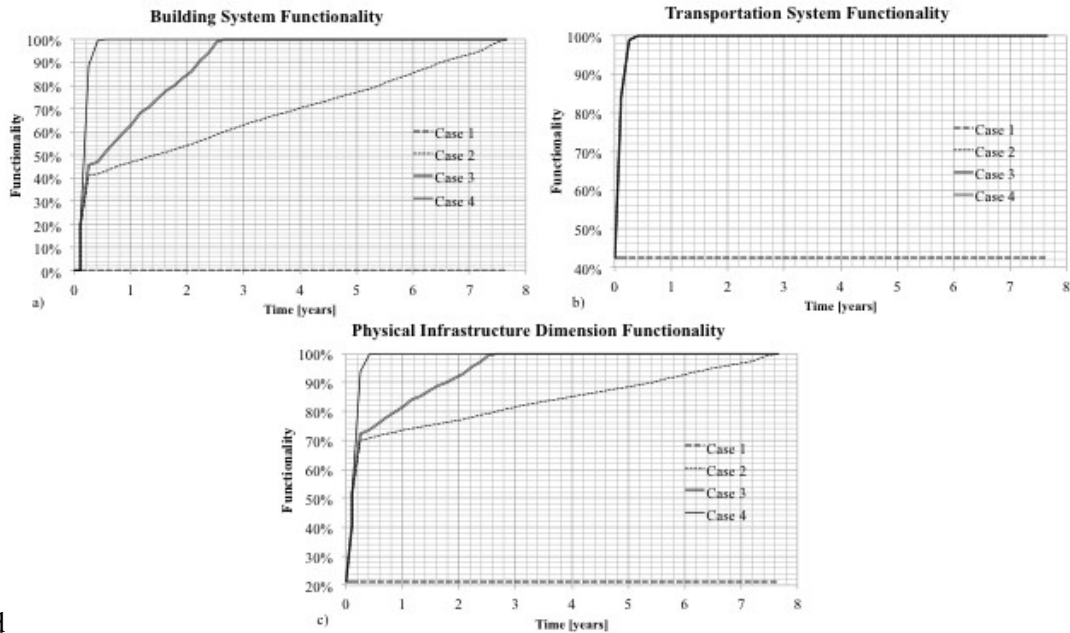 Building System Functionality
100%
90%
80%
70%
60%
50%
40%
30%
20%
10%
0%
Functionality
Case 1
Case 2
Case 3
Case 4
0 1 2 3 4 5 6 7 8
a)
Time [years]
Transportation System Functionality
100%
90%
80%
70%
60%
50%
40%
Functionality
Case 1
Case 2
Case 3
Case 4
0 1 2 3 4 5 6 7 8
b)
Time [years]
Physical Infrastructure Dimension Functionality
100%
90%
80%
70%
60%
50%
40%
30%
20%
Functionality
Case 1
Case 2
Case 3
Case 4
0 1 2 3 4 5 6 7 8
c)
Time [years]